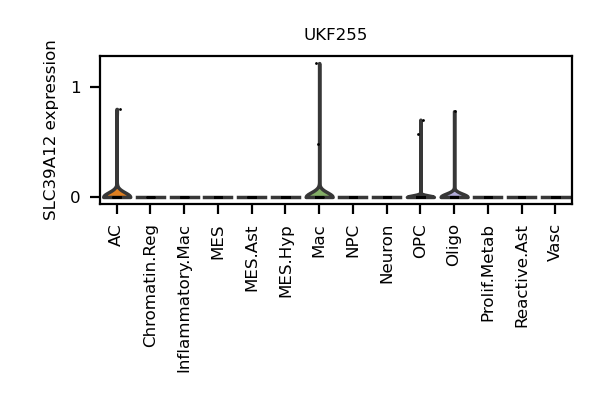 UKF255
SLC39A12 expression
1
0
AC
Chromatin.Reg
Inflammatory.Mac
MES
MES.Ast
MES.Hyp
Mac
NPC
Neuron
OPC
Oligo
Prolif.Metab
Reactive.Ast
Vasc